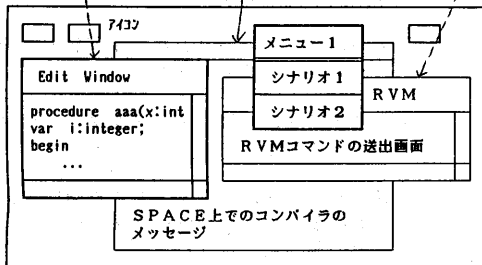 アイコン
メニュー１
シナリオ１
シナリオ２
Edit Window
procedure aaa(x:int
var i:integer;
begin
...
ＲＶＭ
ＲＶＭコマンドの送出画面
ＳＰＡＣＥ上でのコンパイラの
メッセージ